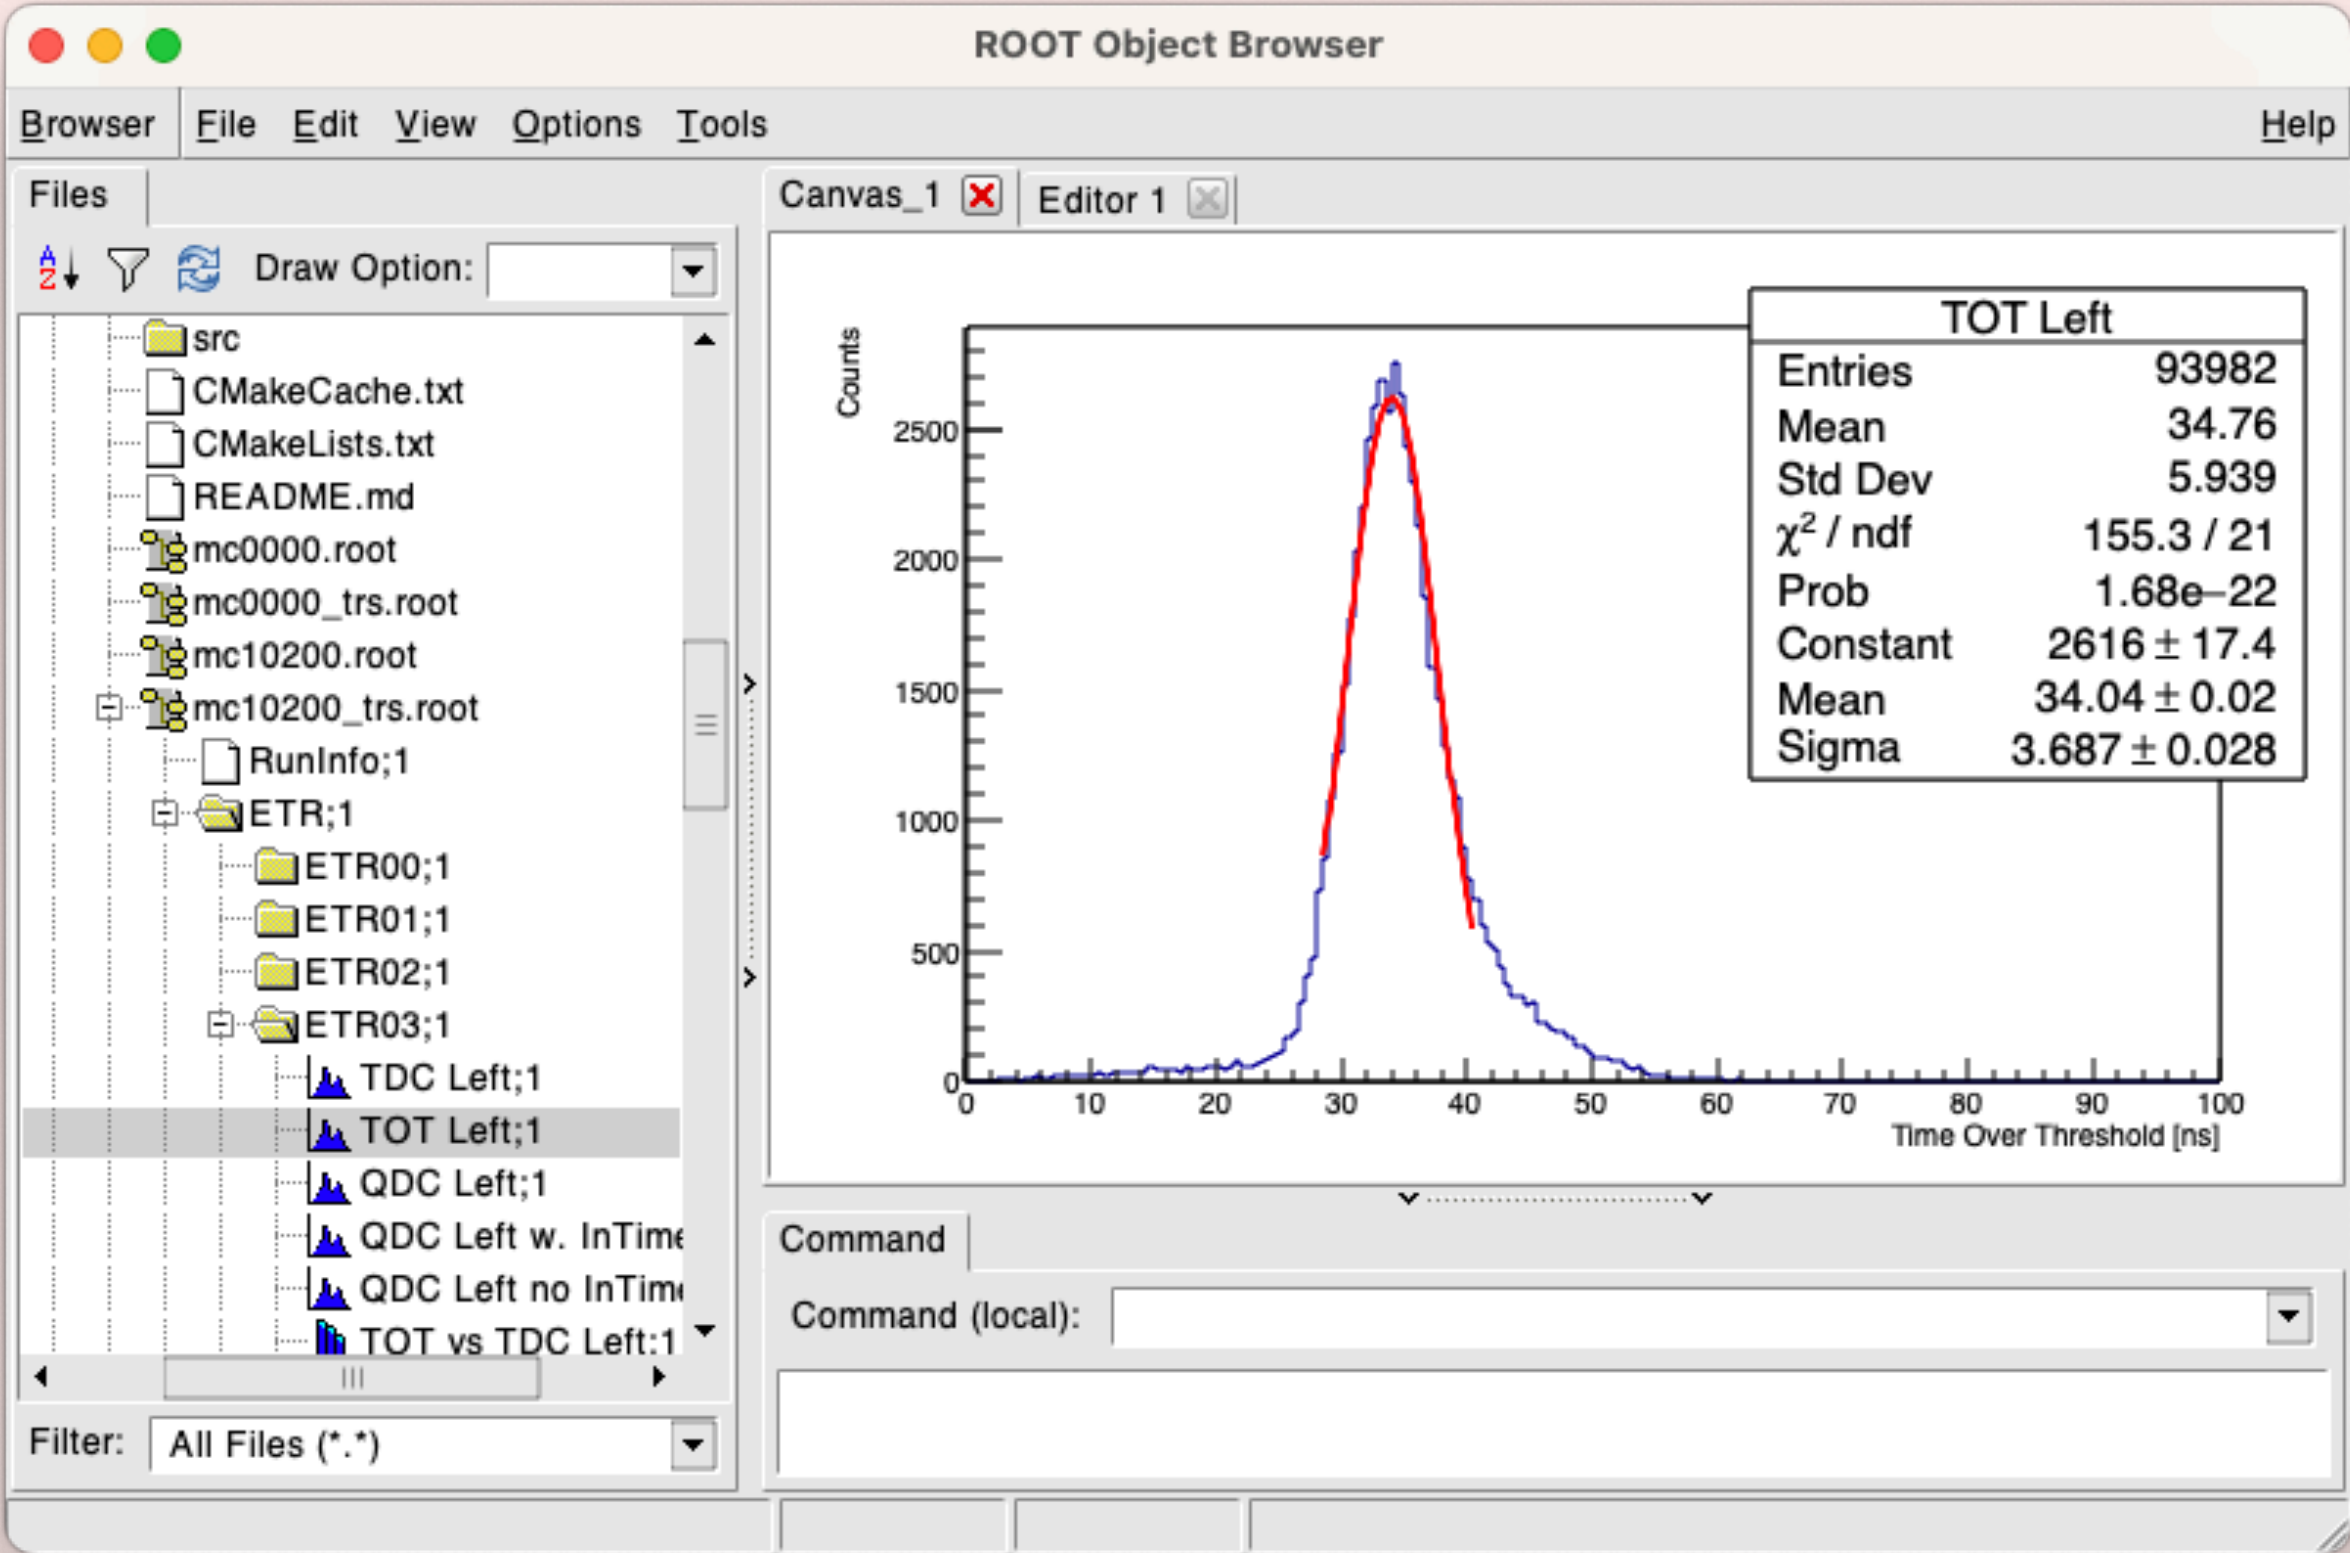 ROOT Object Browser
Browser File Edit View Options Tools Help
Files
Draw Option:
src
CMakeCache.txt
CMakeLists.txt
README.md
mc0000.root
mc0000_trs.root
mc10200.root
mc10200_trs.root
RunInfo;1
ETR;1
ETR00;1
ETR01;1
ETR02;1
ETR03;1
TDC Left;1
TOT Left;1
QDC Left;1
QDC Left w. InTime
QDC Left no InTime
TOT vs TDC Left;1
Filter: All Files (*.*)
Canvas_1 Editor 1
Counts
2500
2000
1500
1000
500
0
0 10 20 30 40 50 60 70 80 90 100
Time Over Threshold [ns]
TOT Left
Entries 93982
Mean 34.76
Std Dev 5.939
χ² / ndf 155.3 / 21
Prob 1.68e−22
Constant 2616 ± 17.4
Mean 34.04 ± 0.02
Sigma 3.687 ± 0.028
Command
Command (local):